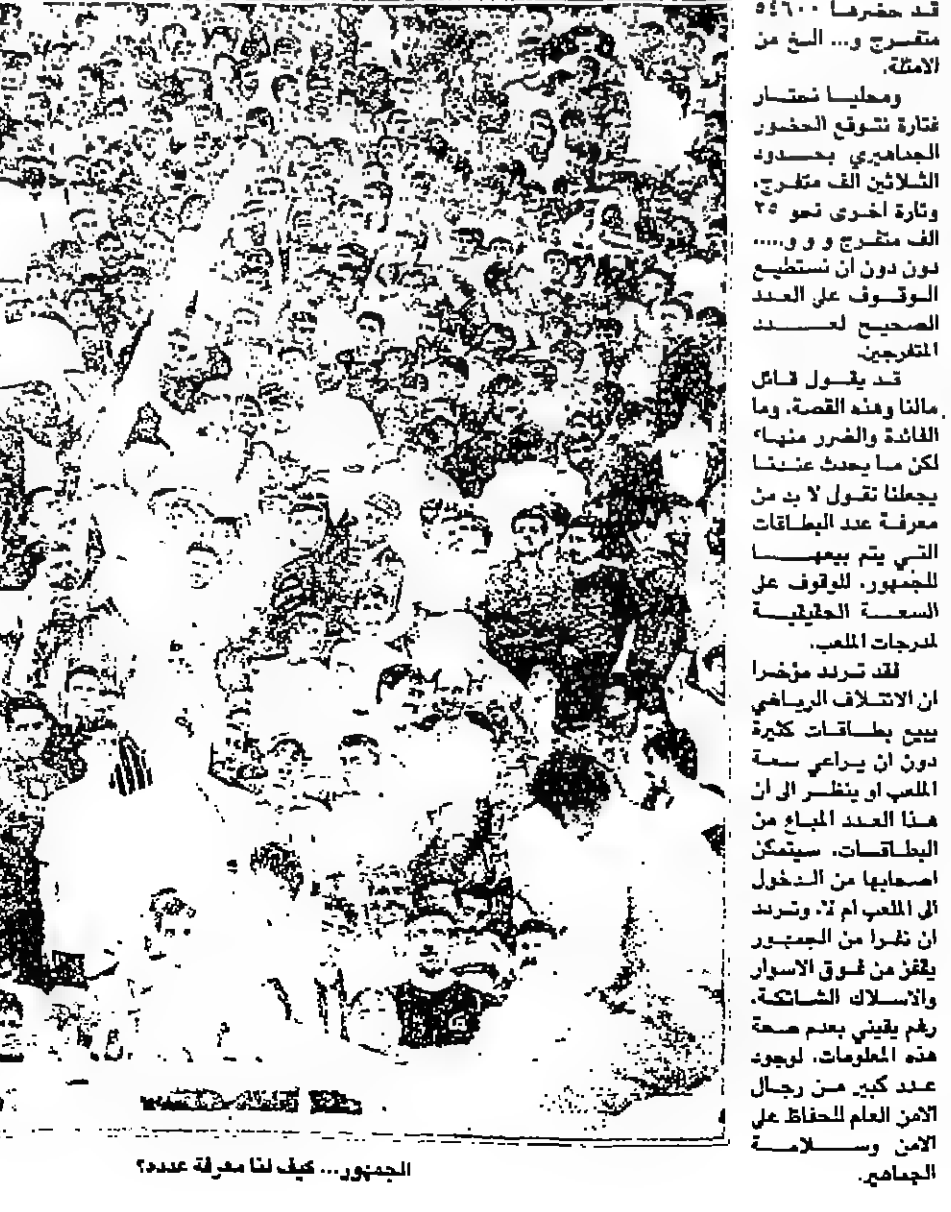 قد حضرها ٥٤٦٠٠
متفرج و... الخ من
الامثلة.
ومحليا نحتار
فتارة نتوقع الحضور
الجماهيري بحدود
الثلاثين الف متفرج،
وتارة اخرى نحو ٢٥
الف متفرج و و.....
دون دون ان نستطيع
الوقوف على العدد
الصحيح لعدد
المتفرجين.
قد يقول قائل
مالنا وهذه القصة، وما
الفائدة والضرر منها؟
لكن ما يحدث عندنا
يجعلنا نقول لا بد من
معرفة عدد البطاقات
التي يتم بيعها
للجمهور، للوقوف على
السعة الحقيقية
لمدرجات الملعب.
فقد تردد مؤخرا
ان الائتلاف الرياضي
يبيع بطاقات كثيرة
دون ان يراعي سعة
الملعب او ينظر الى ان
هذا العدد المباع من
البطاقات، سيتمكن
اصحابها من الدخول
الى الملعب ام لا، وتردد
ان نفرا من الجمهور
يقفز من فوق الاسوار
والاسلاك الشائكة،
رغم يقيني بعدم صحة
هذه المعلومات، لوجود
عدد كبير من رجال
الامن العام للحفاظ على
الامن وسلامة
الجماهير.
الجمهور... كيف لنا معرفة عدده؟